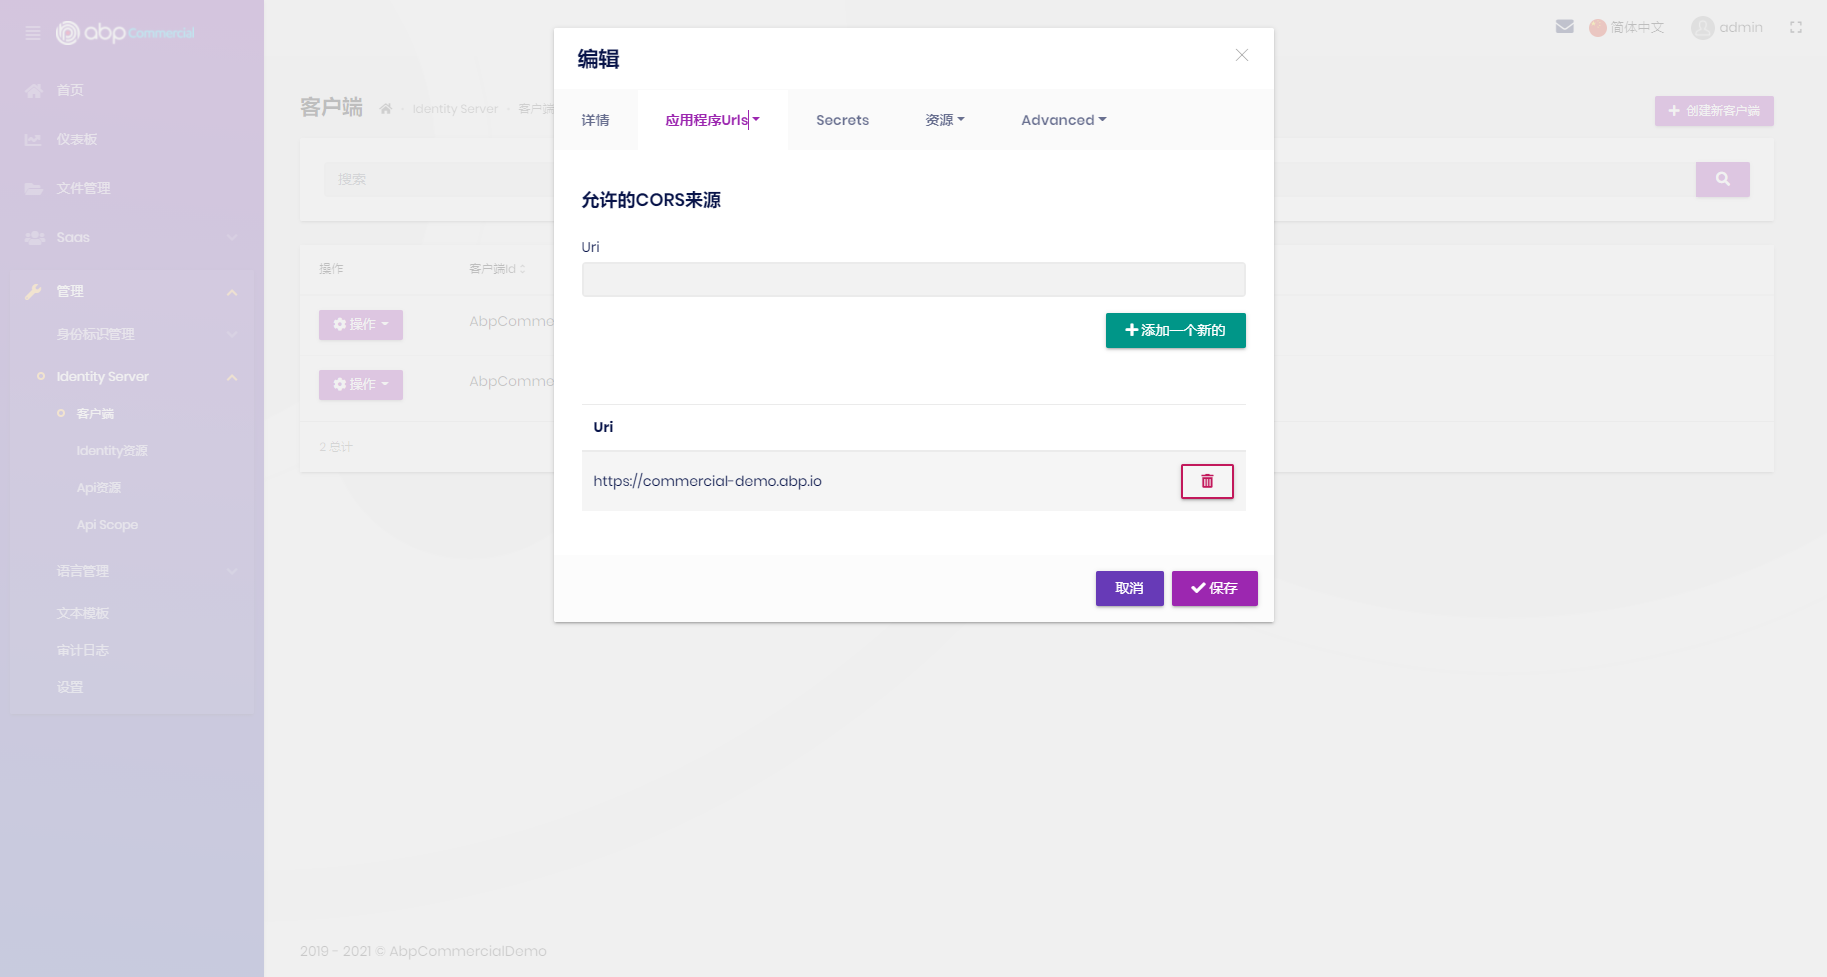 abp Commercial
首页
仪表板
文件管理
Saas
管理
身份标识管理
Identity Server
客户端
Identity资源
Api资源
Api Scope
语言管理
文本模板
审计日志
设置
简体中文
admin
客户端
Identity Server
客户端
创建新客户端
搜索
操作
客户端Id
操作
AbpComme
操作
AbpComme
2 总计
编辑
详情
应用程序Urls
Secrets
资源
Advanced
允许的CORS来源
Uri
添加一个新的
Uri
https://commercial-demo.abp.io
取消
保存
2019 - 2021 © AbpCommercialDemo